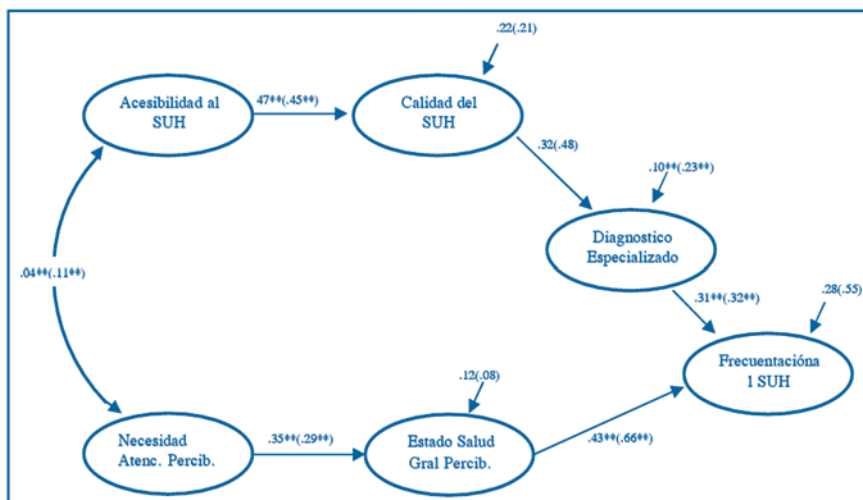 .22(.21)
Acesibilidad al
SUH
47**(.45**)
Calidad del
SUH
.32(.48)
.10**(.23**)
Diagnostico
Especializado
.04**(.11**)
.31**(.32**)
.28(.55)
Frecuentacióna
l SUH
.12(.08)
Necesidad
Atenc. Percib.
.35**(.29**)
Estado Salud
Gral Percib.
.43**(.66**)